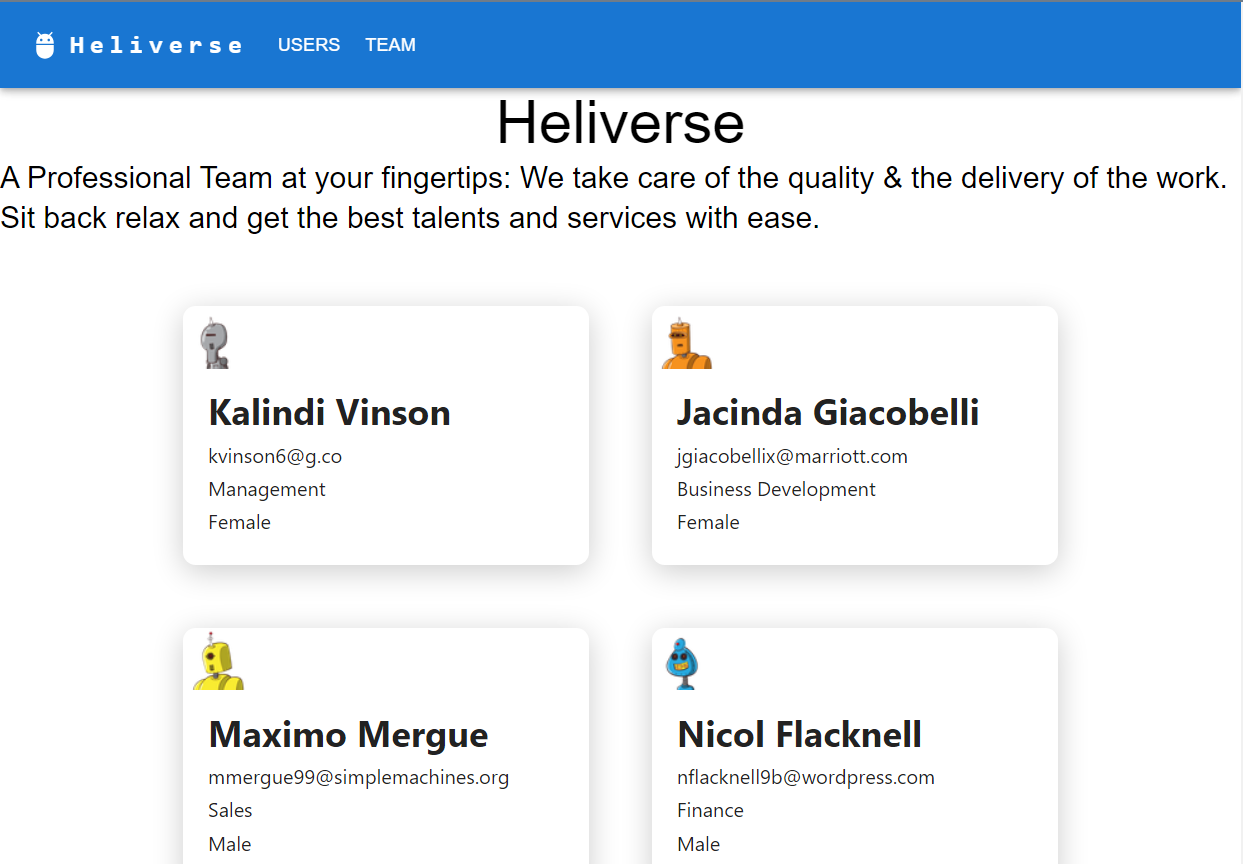 Heliverse USERS TEAM
Heliverse
A Professional Team at your fingertips: We take care of the quality & the delivery of the work.
Sit back relax and get the best talents and services with ease.
Kalindi Vinson
kvinson6@g.co
Management
Female
Jacinda Giacobelli
jgiacobellix@marriott.com
Business Development
Female
Maximo Mergue
mmergue99@simplemachines.org
Sales
Male
Nicol Flacknell
nflacknell9b@wordpress.com
Finance
Male